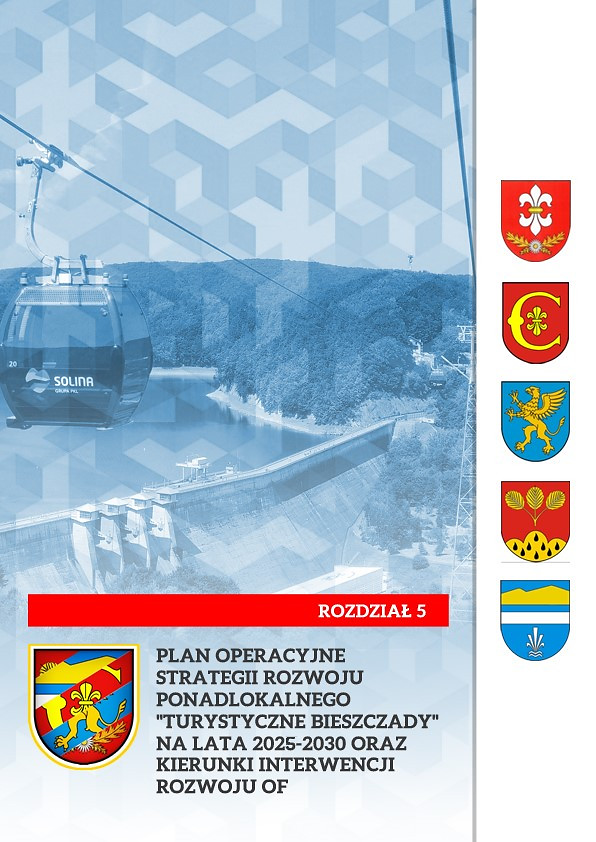 20
SOLINA
GRUPA PKL
ROZDZIAŁ 5
PLAN OPERACYJNE
STRATEGII ROZWOJU
PONADLOKALNEGO
"TURYSTYCZNE BIESZCZADY"
NA LATA 2025-2030 ORAZ
KIERUNKI INTERWENCJI
ROZWOJU OF